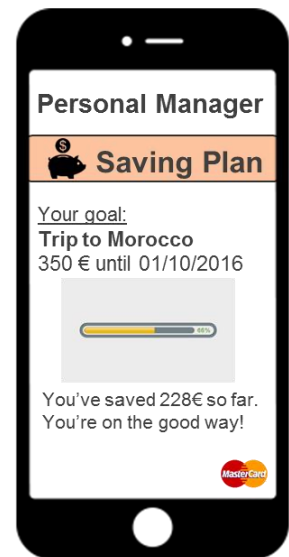 Personal Manager
$
Saving Plan
Your goal:
Trip to Morocco
350 € until 01/10/2016
65%
You've saved 228€ so far.
You're on the good way!
MasterCard